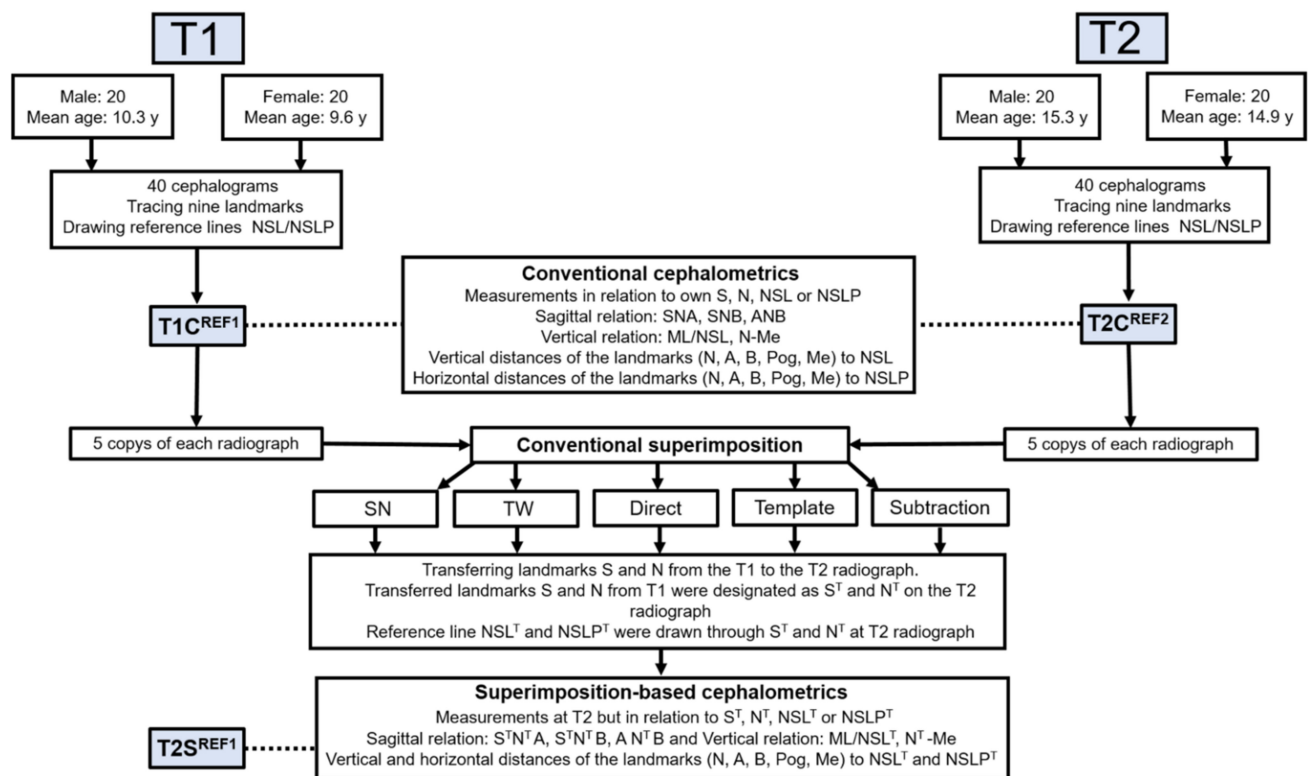 T1
T2
Male: 20
Mean age: 10.3 y
Female: 20
Mean age: 9.6 y
Male: 20
Mean age: 15.3 y
Female: 20
Mean age: 14.9 y
40 cephalograms
Tracing nine landmarks
Drawing reference lines NSL/NSLP
40 cephalograms
Tracing nine landmarks
Drawing reference lines NSL/NSLP
Conventional cephalometrics
Measurements in relation to own S, N, NSL or NSLP
Sagittal relation: SNA, SNB, ANB
Vertical relation: ML/NSL, N-Me
Vertical distances of the landmarks (N, A, B, Pog, Me) to NSL
Horizontal distances of the landmarks (N, A, B, Pog, Me) to NSLP
T1Cᴿᴱꟳ¹
T2Cᴿᴱꟳ²
5 copys of each radiograph
Conventional superimposition
5 copys of each radiograph
SN
TW
Direct
Template
Subtraction
Transferring landmarks S and N from the T1 to the T2 radiograph.
Transferred landmarks S and N from T1 were designated as Sᵀ and Nᵀ on the T2
radiograph
Reference line NSLᵀ and NSLPᵀ were drawn through Sᵀ and Nᵀ at T2 radiograph
Superimposition-based cephalometrics
Measurements at T2 but in relation to Sᵀ, Nᵀ, NSLᵀ or NSLPᵀ
Sagittal relation: SᵀNᵀA, SᵀNᵀB, A NᵀB and Vertical relation: ML/NSLᵀ, Nᵀ-Me
Vertical and horizontal distances of the landmarks (N, A, B, Pog, Me) to NSLᵀ and NSLPᵀ
T2Sᴿᴱꟳ¹